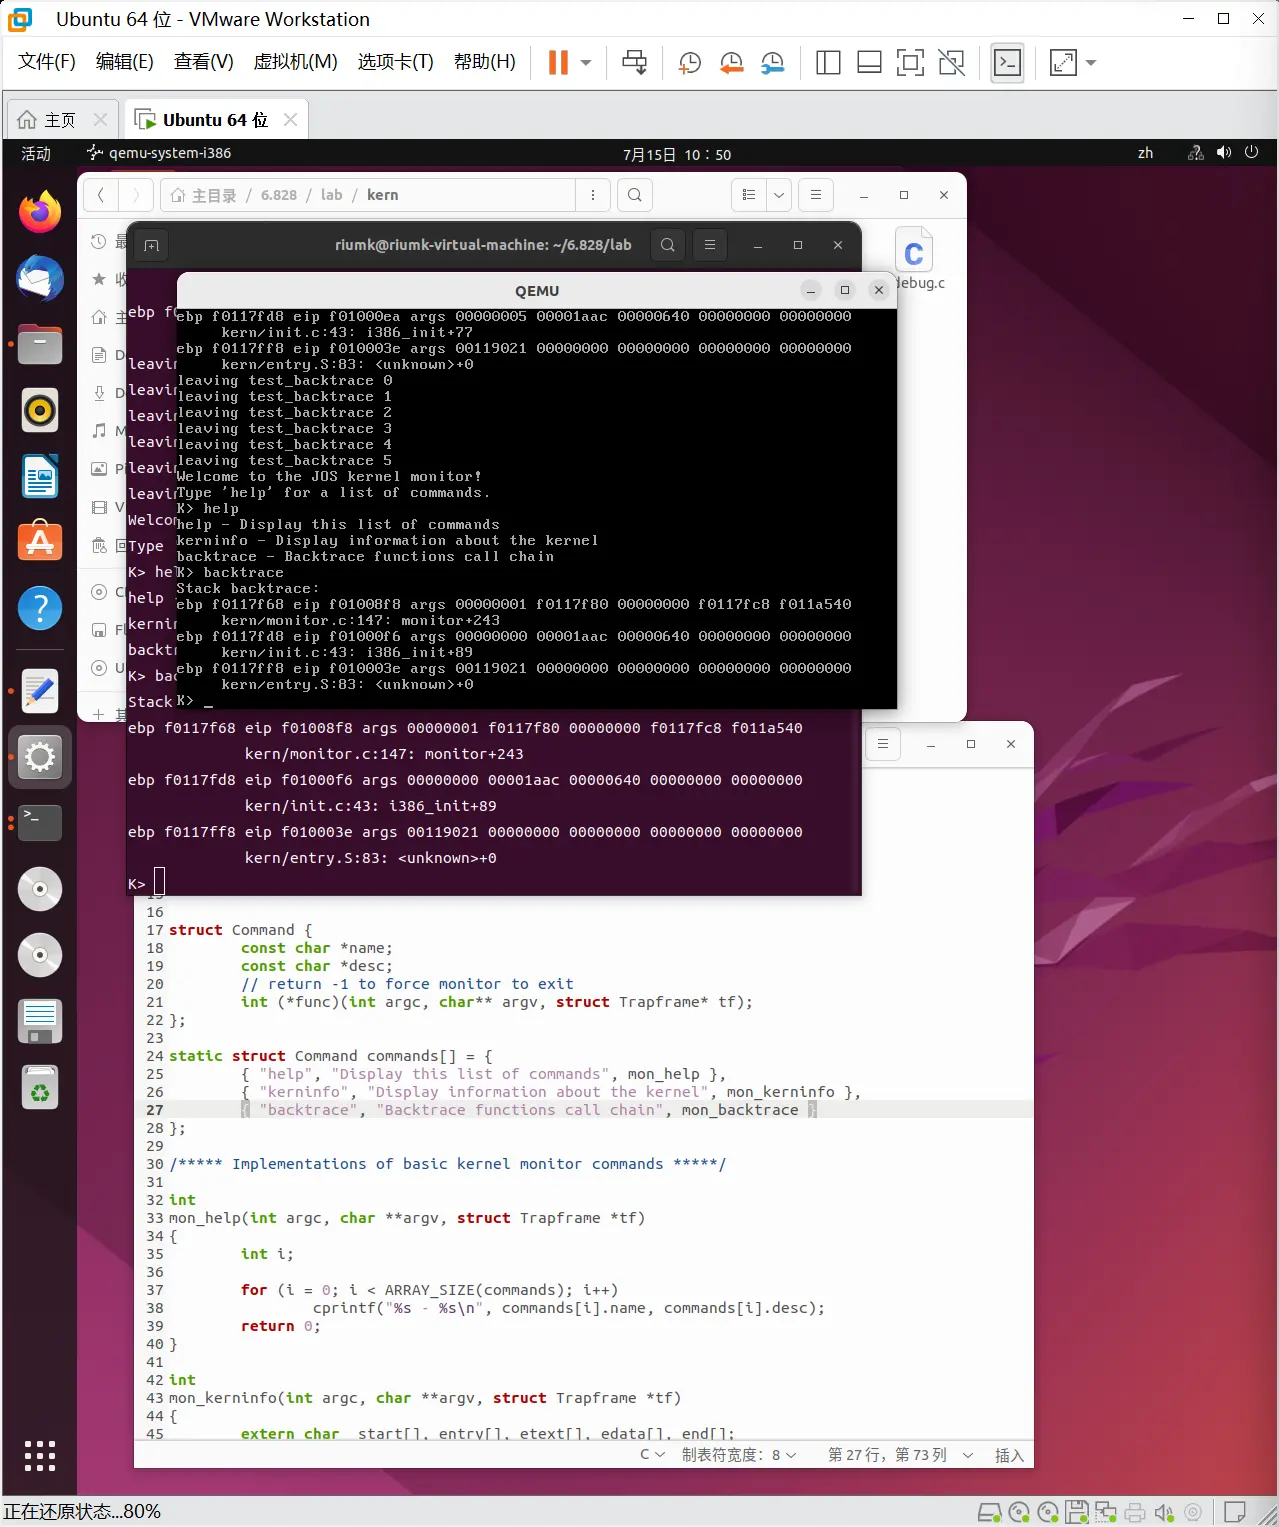 Ubuntu 64 位 - VMware Workstation
文件(F) 编辑(E) 查看(V) 虚拟机(M) 选项卡(T) 帮助(H)
主页 Ubuntu 64 位
活动 qemu-system-i386 7月15日 10：50 zh
主目录 / 6.828 / lab / kern
riumk@riumk-virtual-machine: ~/6.828/lab
debug.c
QEMU
ebp f0117fd8 eip f01000ea args 00000005 00001aac 00000640 00000000 00000000
kern/init.c:43: i386_init+77
ebp f0117ff8 eip f010003e args 00119021 00000000 00000000 00000000 00000000
kern/entry.S:83: <unknown>+0
leaving test_backtrace 0
leaving test_backtrace 1
leaving test_backtrace 2
leaving test_backtrace 3
leaving test_backtrace 4
leaving test_backtrace 5
Welcome to the JOS kernel monitor!
Type 'help' for a list of commands.
K> help
help - Display this list of commands
kerninfo - Display information about the kernel
backtrace - Backtrace functions call chain
K> backtrace
Stack backtrace:
ebp f0117f68 eip f01008f8 args 00000001 f0117f80 00000000 f0117fc8 f011a540
kern/monitor.c:147: monitor+243
ebp f0117fd8 eip f01000f6 args 00000000 00001aac 00000640 00000000 00000000
kern/init.c:43: i386_init+89
ebp f0117ff8 eip f010003e args 00119021 00000000 00000000 00000000 00000000
kern/entry.S:83: <unknown>+0
K> _
ebp f0
leavin
leavin
leavin
leavin
leavin
leavin
Welcom
Type
K> hel
help
kernin
backtr
K> bac
Stack
ebp f0117f68 eip f01008f8 args 00000001 f0117f80 00000000 f0117fc8 f011a540
kern/monitor.c:147: monitor+243
ebp f0117fd8 eip f01000f6 args 00000000 00001aac 00000640 00000000 00000000
kern/init.c:43: i386_init+89
ebp f0117ff8 eip f010003e args 00119021 00000000 00000000 00000000 00000000
kern/entry.S:83: <unknown>+0
K>
16
17 struct Command {
18 const char *name;
19 const char *desc;
20 // return -1 to force monitor to exit
21 int (*func)(int argc, char** argv, struct Trapframe* tf);
22 };
23
24 static struct Command commands[] = {
25 { "help", "Display this list of commands", mon_help },
26 { "kerninfo", "Display information about the kernel", mon_kerninfo },
27 { "backtrace", "Backtrace functions call chain", mon_backtrace }
28 };
29
30 /***** Implementations of basic kernel monitor commands *****/
31
32 int
33 mon_help(int argc, char **argv, struct Trapframe *tf)
34 {
35 int i;
36
37 for (i = 0; i < ARRAY_SIZE(commands); i++)
38 cprintf("%s - %s\n", commands[i].name, commands[i].desc);
39 return 0;
40 }
41
42 int
43 mon_kerninfo(int argc, char **argv, struct Trapframe *tf)
44 {
45 extern char _start[], entry[], etext[], edata[], end[];
C 制表符宽度：8 第 27 行，第 73 列 插入
正在还原状态...80%